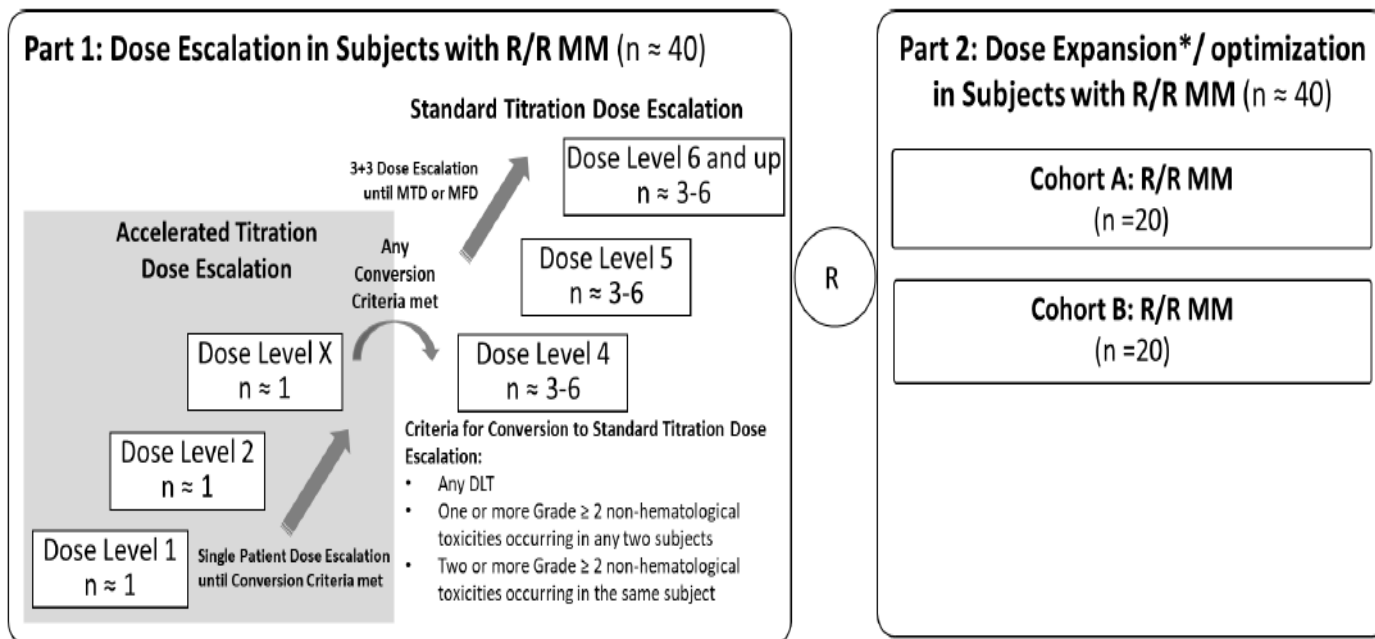 Part 1: Dose Escalation in Subjects with R/R MM (n ≈ 40)
Standard Titration Dose Escalation
3+3 Dose Escalation
until MTD or MFD
Dose Level 6 and up
n ≈ 3-6
Accelerated Titration
Dose Escalation
Any
Conversion
Criteria met
Dose Level 5
n ≈ 3-6
Dose Level X
n ≈ 1
Dose Level 4
n ≈ 3-6
Dose Level 2
n ≈ 1
Dose Level 1
n ≈ 1
Single Patient Dose Escalation
until Conversion Criteria met
Criteria for Conversion to Standard Titration Dose
Escalation:
• Any DLT
• One or more Grade ≥ 2 non-hematological
toxicities occurring in any two subjects
• Two or more Grade ≥ 2 non-hematological
toxicities occurring in the same subject
R
Part 2: Dose Expansion*/ optimization
in Subjects with R/R MM (n ≈ 40)
Cohort A: R/R MM
(n =20)
Cohort B: R/R MM
(n =20)